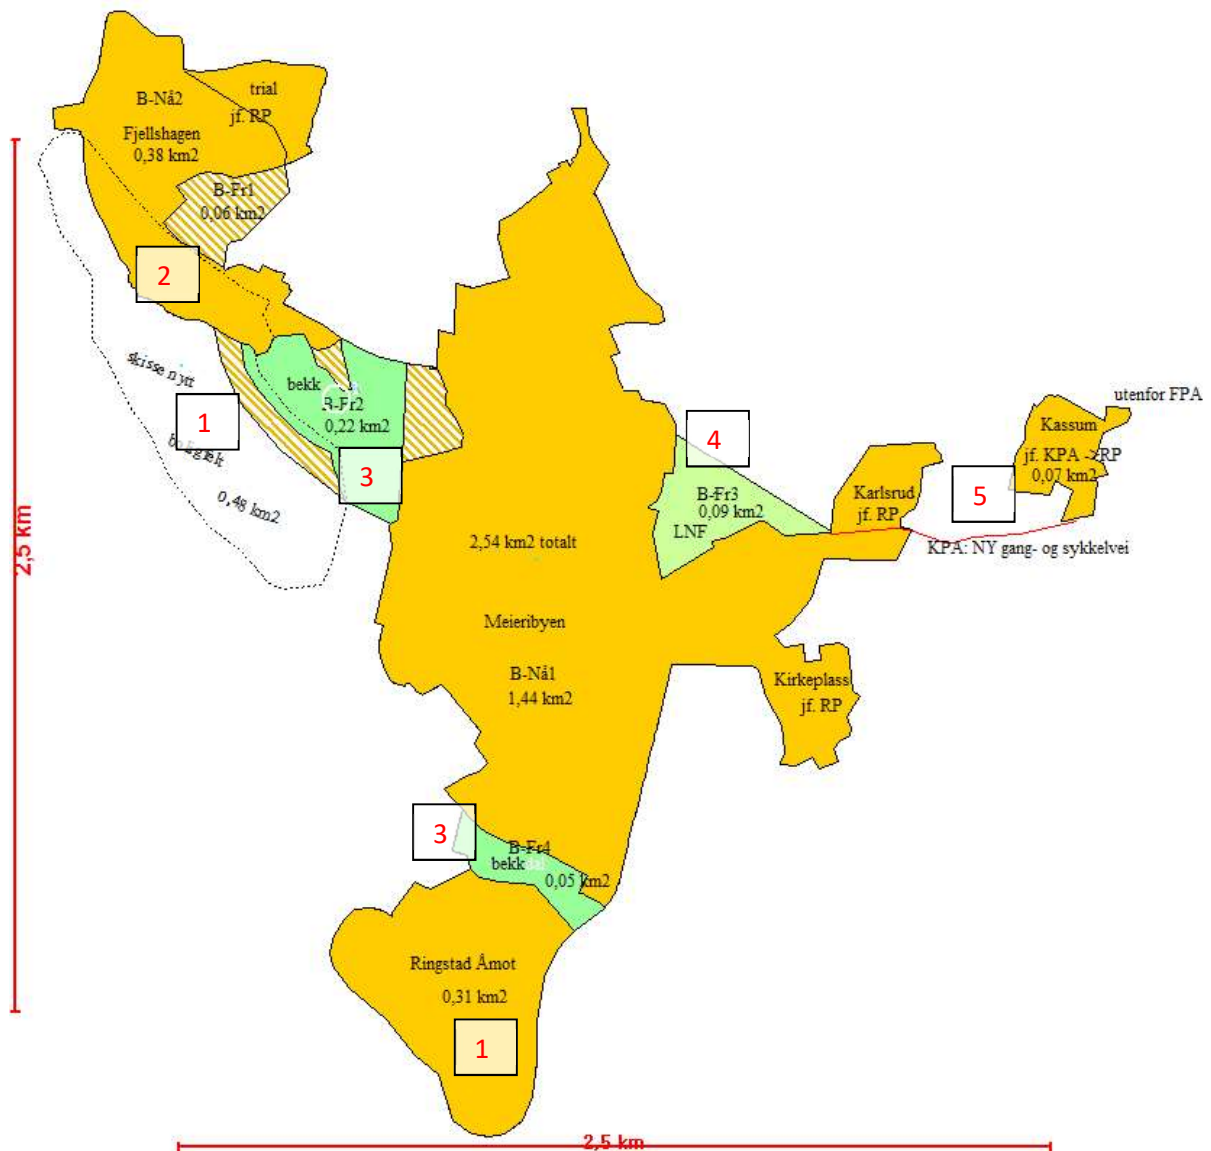 B-Nå2
Fjellshagen
0,38 km2
trial
jf. RP
B-Fr1
0,06 km2
2
skisse nytt
1
boligfelt
0,48 km2
bekk
B-Fr2
0,22 km2
3
2,5 km
2,54 km2 totalt
Meieribyen
B-Nå1
1,44 km2
4
B-Fr3
0,09 km2
LNF
Karlsrud
jf. RP
5
utenfor FPA
Kassum
jf. KPA ->RP
0,07 km2
KPA: NY gang- og sykkelvei
Kirkeplass
jf. RP
3
B-Fr4
bekkdal
0,05 km2
Ringstad Åmot
0,31 km2
1
2,5 km